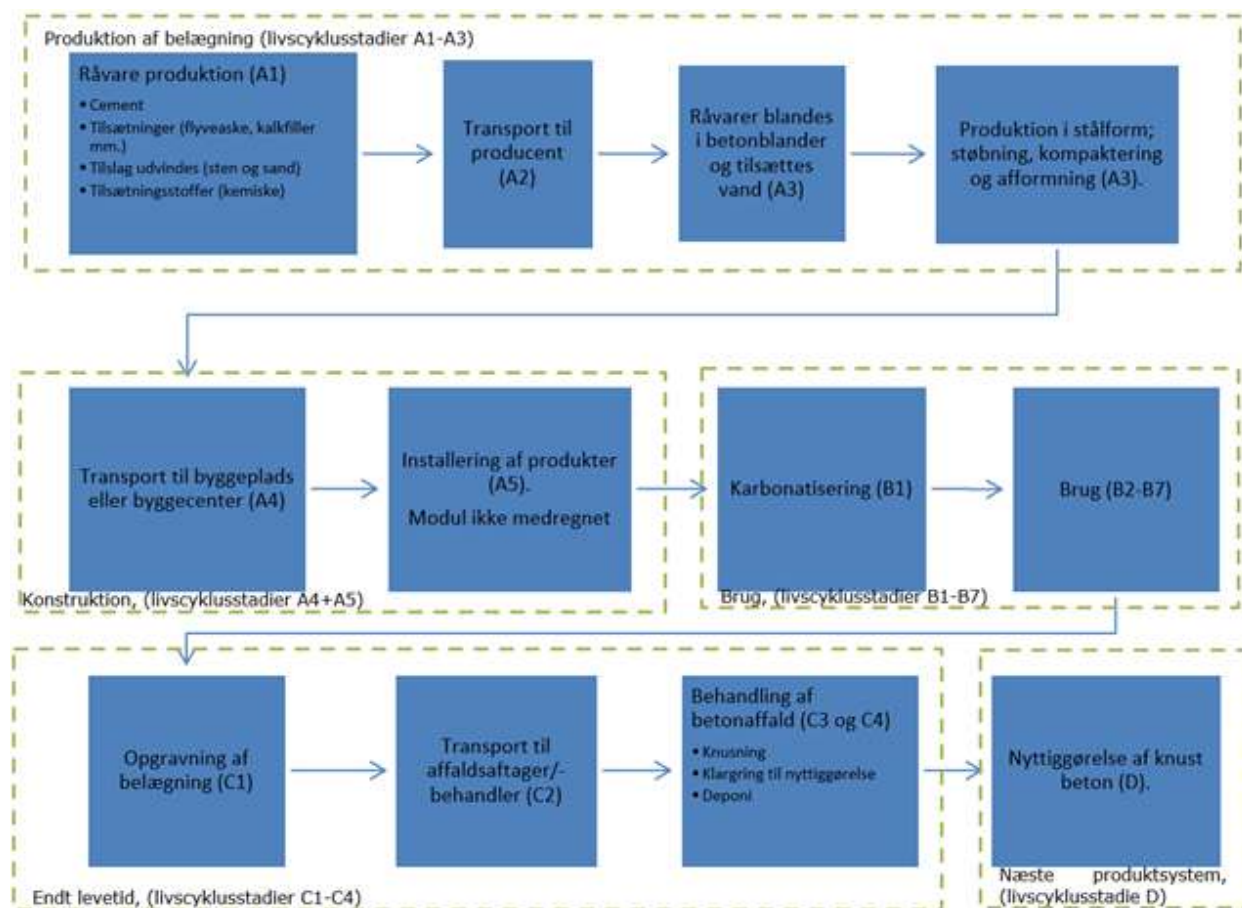 Produktion af belægning (livscyklusstadier A1-A3)
Råvare produktion (A1)
▪ Cement
▪ Tilsætninger (flyveaske, kalkfiller
mm.)
▪ Tilslag udvindes (sten og sand)
▪ Tilsætningsstoffer (kemiske)
Transport til
producent
(A2)
Råvarer blandes
i betonblander
og tilsættes
vand (A3)
Produktion i stålform;
støbning, kompaktering
og afformning (A3).
Transport til byggeplads
eller byggecenter (A4)
Installering af produkter
(A5).
Modul ikke medregnet
Konstruktion, (livscyklusstadier A4+A5)
Karbonatisering (B1)
Brug (B2-B7)
Brug, (livscyklusstadier B1-B7)
Opgravning af
belægning (C1)
Transport til
affaldsaftager/-
behandler (C2)
Behandling af
betonaffald (C3 og C4)
▪ Knusning
▪ Klargring til nyttiggørelse
▪ Deponi
Endt levetid, (livscyklusstadier C1-C4)
Nyttiggørelse af knust
beton (D).
Næste produktsystem,
(livscyklusstadie D)